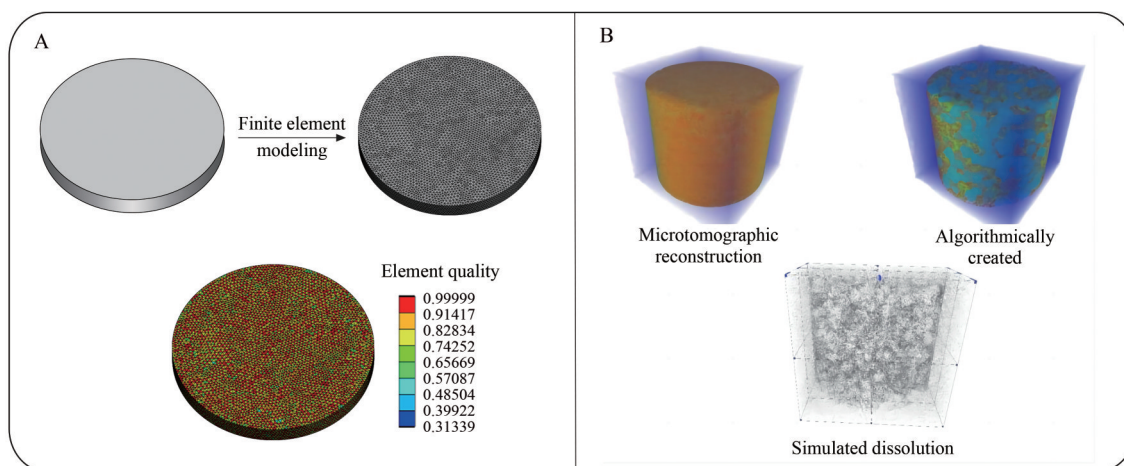 A
Finite element
modeling
Element quality
0.99999
0.91417
0.82834
0.74252
0.65669
0.57087
0.48504
0.39922
0.31339
B
Microtomographic
reconstruction
Algorithmically
created
Simulated dissolution